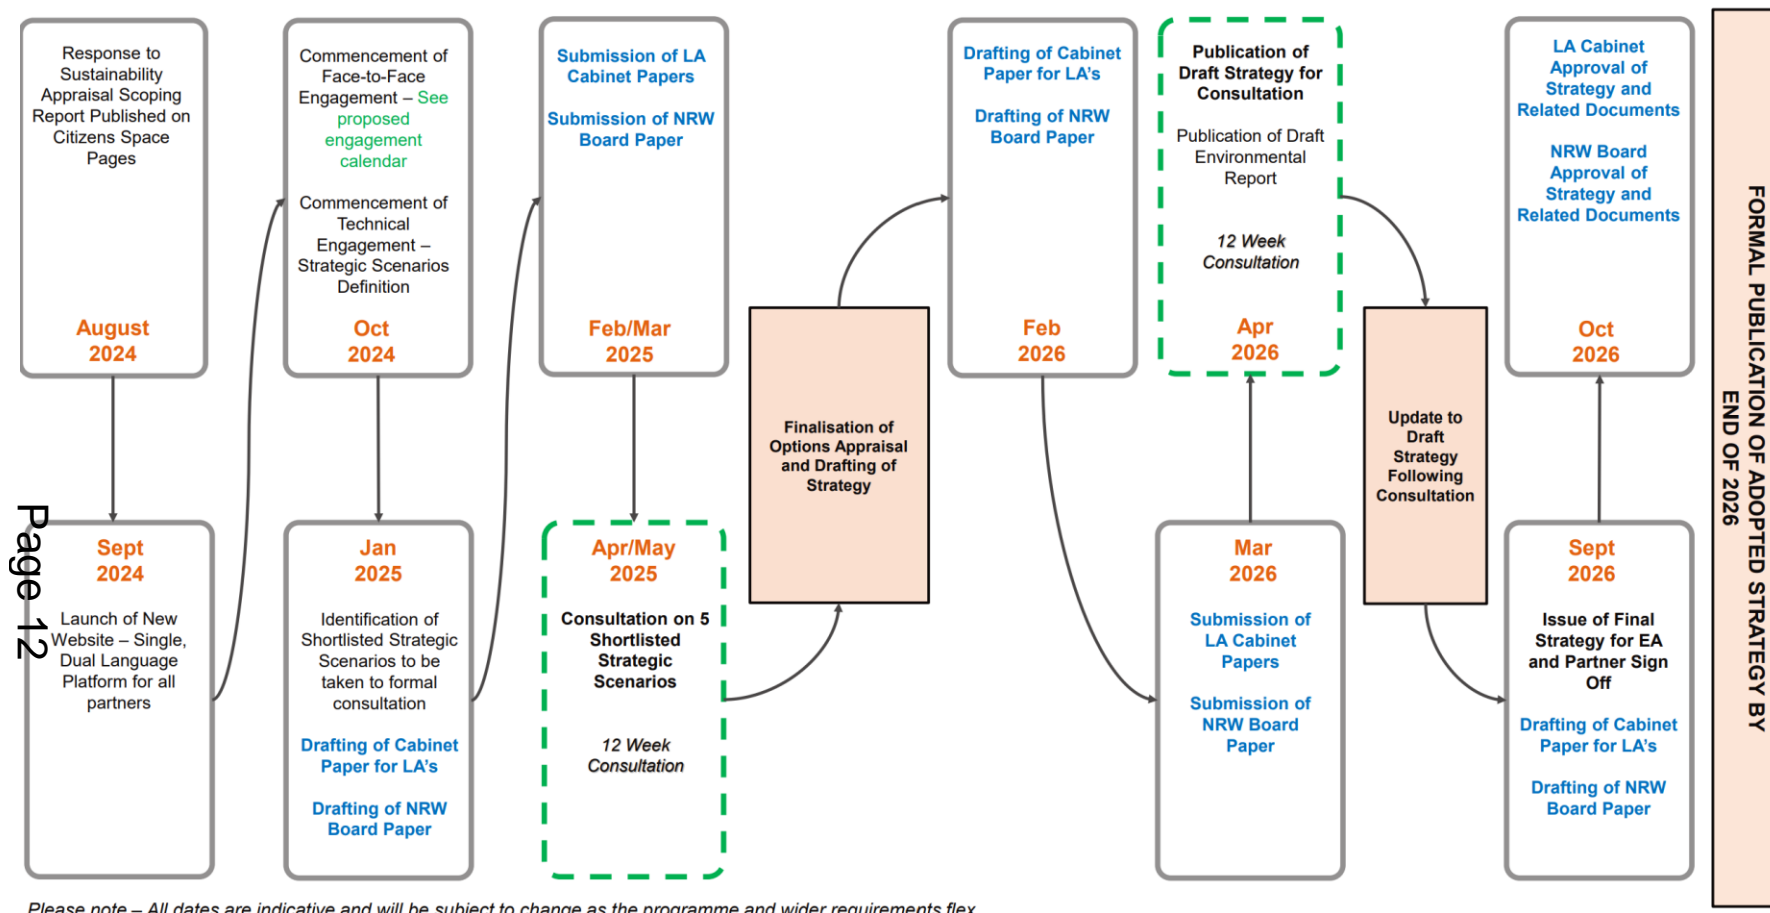 Response to
Sustainability
Appraisal Scoping
Report Published on
Citizens Space
Pages
August
2024
Sept
2024
Launch of New
Website – Single,
Dual Language
Platform for all
partners
Commencement of
Face-to-Face
Engagement – See
proposed
engagement
calendar
Commencement of
Technical
Engagement –
Strategic Scenarios
Definition
Oct
2024
Jan
2025
Identification of
Shortlisted Strategic
Scenarios to be
taken to formal
consultation
Drafting of Cabinet
Paper for LA's
Drafting of NRW
Board Paper
Submission of LA
Cabinet Papers
Submission of NRW
Board Paper
Feb/Mar
2025
Apr/May
2025
Consultation on 5
Shortlisted
Strategic
Scenarios
12 Week
Consultation
Finalisation of
Options Appraisal
and Drafting of
Strategy
Drafting of Cabinet
Paper for LA's
Drafting of NRW
Board Paper
Feb
2026
Mar
2026
Submission of
LA Cabinet
Papers
Submission of
NRW Board
Paper
Publication of
Draft Strategy for
Consultation
Publication of Draft
Environmental
Report
12 Week
Consultation
Apr
2026
Update to
Draft
Strategy
Following
Consultation
Sept
2026
Issue of Final
Strategy for EA
and Partner Sign
Off
Drafting of Cabinet
Paper for LA's
Drafting of NRW
Board Paper
LA Cabinet
Approval of
Strategy and
Related Documents
NRW Board
Approval of
Strategy and
Related Documents
Oct
2026
FORMAL PUBLICATION OF ADOPTED STRATEGY BY
END OF 2026
Page 12
Please note – All dates are indicative and will be subject to change as the programme and wider requirements flex